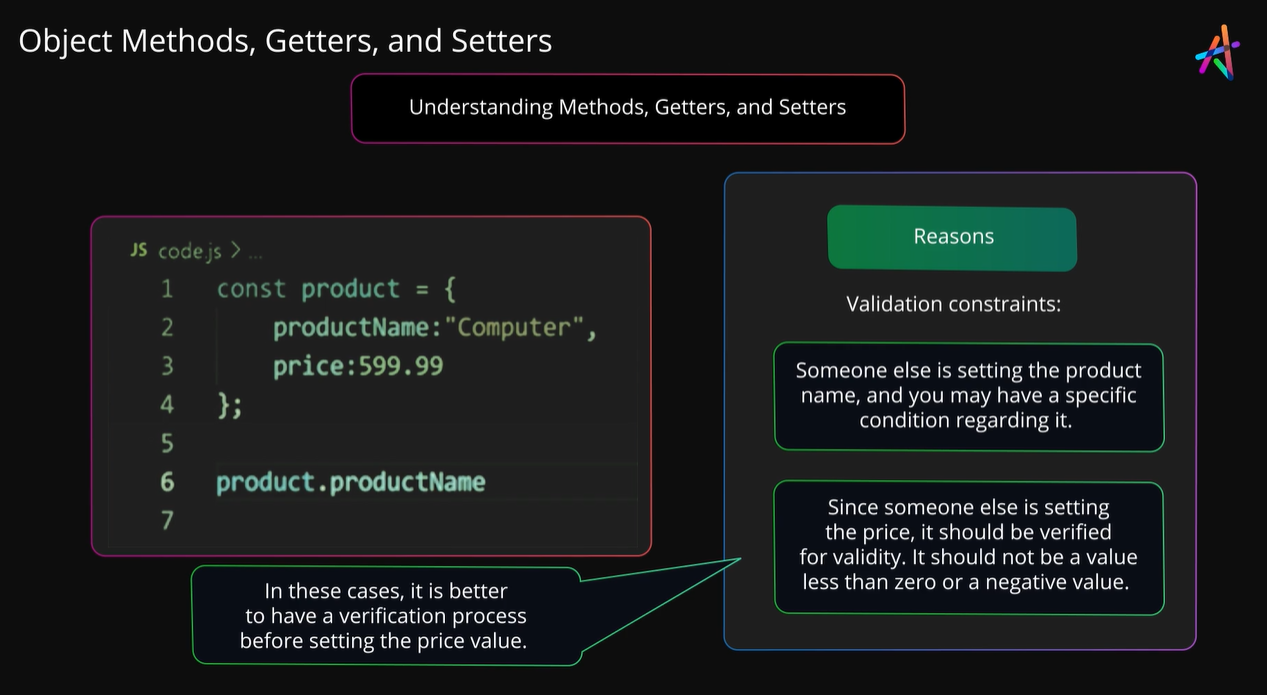 Object Methods, Getters, and Setters
Understanding Methods, Getters, and Setters
JS code.js > ...
1 const product = {
2 productName:"Computer",
3 price:599.99
4 };
5
6 product.productName
7
In these cases, it is better
to have a verification process
before setting the price value.
Reasons
Validation constraints:
Someone else is setting the product
name, and you may have a specific
condition regarding it.
Since someone else is setting
the price, it should be verified
for validity. It should not be a value
less than zero or a negative value.